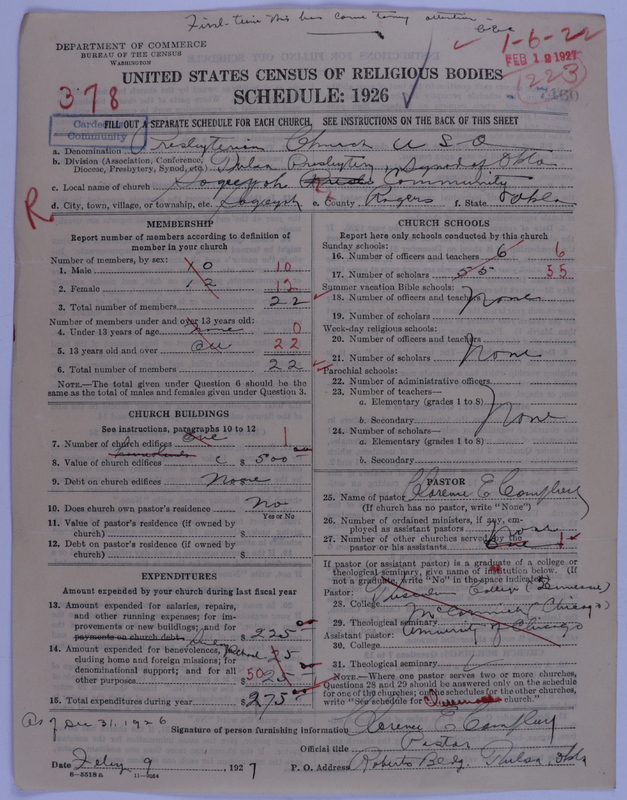 First time this has come to my attention -
DEPARTMENT OF COMMERCE
BUREAU OF THE CENSUS
WASHINGTON
1-6-22
FEB 12 1927
223
7460
UNITED STATES CENSUS OF RELIGIOUS BODIES
SCHEDULE: 1926
378
FILL OUT A SEPARATE SCHEDULE FOR EACH CHURCH, SEE INSTRUCTIONS ON THE BACK OF THIS SHEET
Community
a. Denomination Presbyterian Church U S A
b. Division (Association, Conference, Diocese, Presbytery, Synod, etc.) Tulsa Presbytery, Synod of Okla
c. Local name of church Sageeyah Community
d. City, town, village, or township, etc. Sageeyah e. County Rogers f. State Okla
R
MEMBERSHIP
Report number of members according to definition of
member in your church
Number of members, by sex:
1. Male 10 10
2. Female 12 12
3. Total number of members 22
Number of members under and over 13 years old:
4. Under 13 years of age none 0
5. 13 years old and over all 22
6. Total number of members 22
NOTE.—The total given under Question 6 should be
same as the total of males and females given under Question 3.
CHURCH BUILDINGS
See instructions, paragraphs 10 to 12
7. Number of church edifices One 1
8. Value of church edifices $ 500.00
9. Debt on church edifices None
10. Does church own pastor's residence No
Yes or No
11. Value of pastor's residence (if owned by
church) $
12. Debt on pastor's residence (if owned by
church) $
EXPENDITURES
Amount expended by your church during last fiscal year
13. Amount expended for salaries, repairs,
and other running expenses; for im-
provements or new buildings; and for
payments on church debt $ 225.00
14. Amount expended for benevolences, including home and foreign missions; for
denominational support; and for all
other purposes $ 50 25
15. Total expenditures during year $ 275.00
CHURCH SCHOOLS
Report here only schools conducted by this church
Sunday schools:
16. Number of officers and teachers 6 6
17. Number of scholars 55 55
Summer vacation Bible schools:
18. Number of officers and teachers None
19. Number of scholars
Week-day religious schools:
20. Number of officers and teachers
21. Number of scholars None
Parochial schools:
22. Number of administrative officers
23. Number of teachers—
a. Elementary (grades 1 to 8)
b. Secondary None
24. Number of scholars—
a. Elementary (grades 1 to 8)
b. Secondary
PASTOR
25. Name of pastor Clorence E Campbell
(If church has no pastor, write "None")
26. Number of ordained ministers, if any, em-
ployed as assistant pastors None
27. Number of other churches served by the
pastor or his assistants One 1
If pastor (or assistant pastor) is a graduate of a college or
theological seminary, give name of institution below. (If
not a graduate, write "No" in the space indicated)
Pastor:
28. College Tusculum College (Tennessee)
29. Theological seminary McCormick (Chicago)
University of Chicago
Assistant pastor:
30. College
31. Theological seminary
NOTE.—Where one pastor serves two or more churches,
Questions 28 and 29 should be answered only on the schedule
for one of the churches; on the schedules for the other churches,
write "See schedule for Claremore church."
As of Dec 31, 1926
Signature of person furnishing information Clorence E Campbell
Official title Pastor
Date Feby 9, 1927 P. O. Address Roberts Bldg. Tulsa, Okla
8—5518 a 11—9064